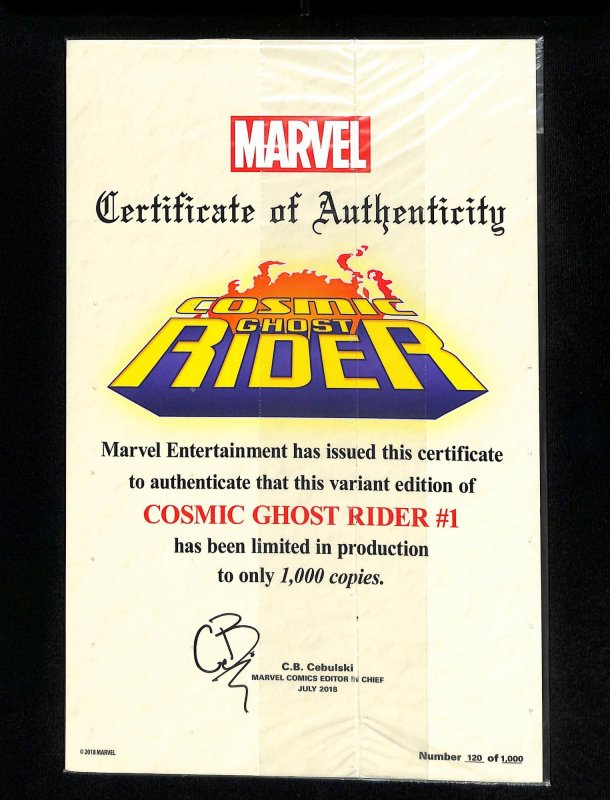 MARVEL
Certificate of Authenticity
COSMIC
GHOST
RIDER
Marvel Entertainment has issued this certificate
to authenticate that this variant edition of
COSMIC GHOST RIDER #1
has been limited in production
to only 1,000 copies.
C.B. Cebulski
MARVEL COMICS EDITOR IN CHIEF
JULY 2018
© 2018 MARVEL
Number 120 of 1,000